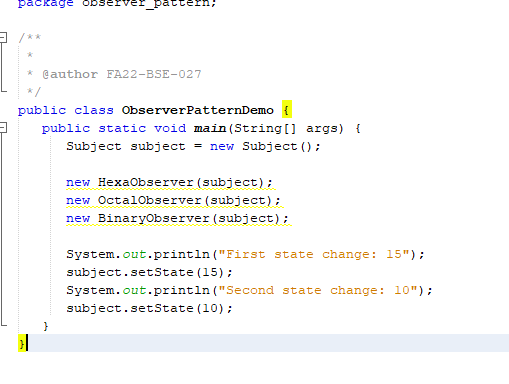 package observer_pattern;
/**
*
* @author FA22-BSE-027
*/
public class ObserverPatternDemo {
public static void main(String[] args) {
Subject subject = new Subject();
new HexaObserver(subject);
new OctalObserver(subject);
new BinaryObserver(subject);
System.out.println("First state change: 15");
subject.setState(15);
System.out.println("Second state change: 10");
subject.setState(10);
}
}